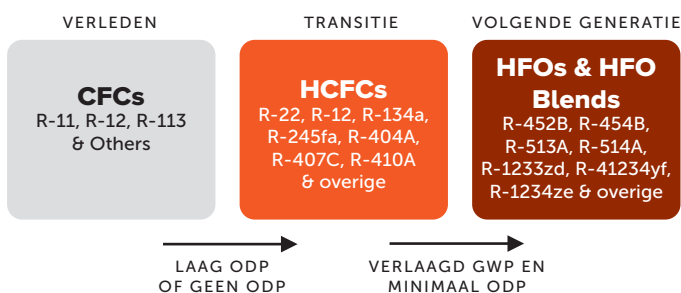 VERLEDEN
TRANSITIE
VOLGENDE GENERATIE
CFCs
R-11, R-12, R-113
& Others
HCFCs
R-22, R-12, R-134a,
R-245fa, R-404A,
R-407C, R-410A
& overige
HFOs & HFO
Blends
R-452B, R-454B,
R-513A, R-514A,
R-1233zd, R-41234yf,
R-1234ze & overige
LAAG ODP
OF GEEN ODP
VERLAAGD GWP EN
MINIMAAL ODP